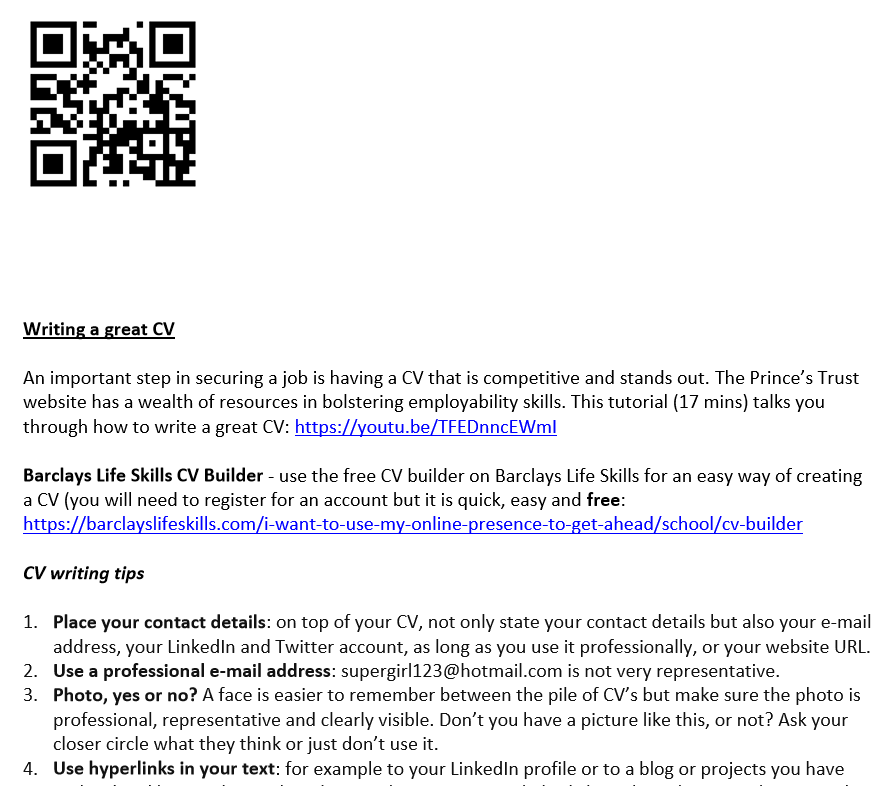 Writing a great CV
An important step in securing a job is having a CV that is competitive and stands out. The Prince’s Trust
website has a wealth of resources in bolstering employability skills. This tutorial (17 mins) talks you
through how to write a great CV: https://youtu.be/TFEDnncEWmI
Barclays Life Skills CV Builder - use the free CV builder on Barclays Life Skills for an easy way of creating
a CV (you will need to register for an account but it is quick, easy and free:
https://barclayslifeskills.com/i-want-to-use-my-online-presence-to-get-ahead/school/cv-builder
CV writing tips
1. Place your contact details: on top of your CV, not only state your contact details but also your e-mail
address, your LinkedIn and Twitter account, as long as you use it professionally, or your website URL.
2. Use a professional e-mail address: supergirl123@hotmail.com is not very representative.
3. Photo, yes or no? A face is easier to remember between the pile of CV’s but make sure the photo is
professional, representative and clearly visible. Don’t you have a picture like this, or not? Ask your
closer circle what they think or just don’t use it.
4. Use hyperlinks in your text: for example to your LinkedIn profile or to a blog or projects you have